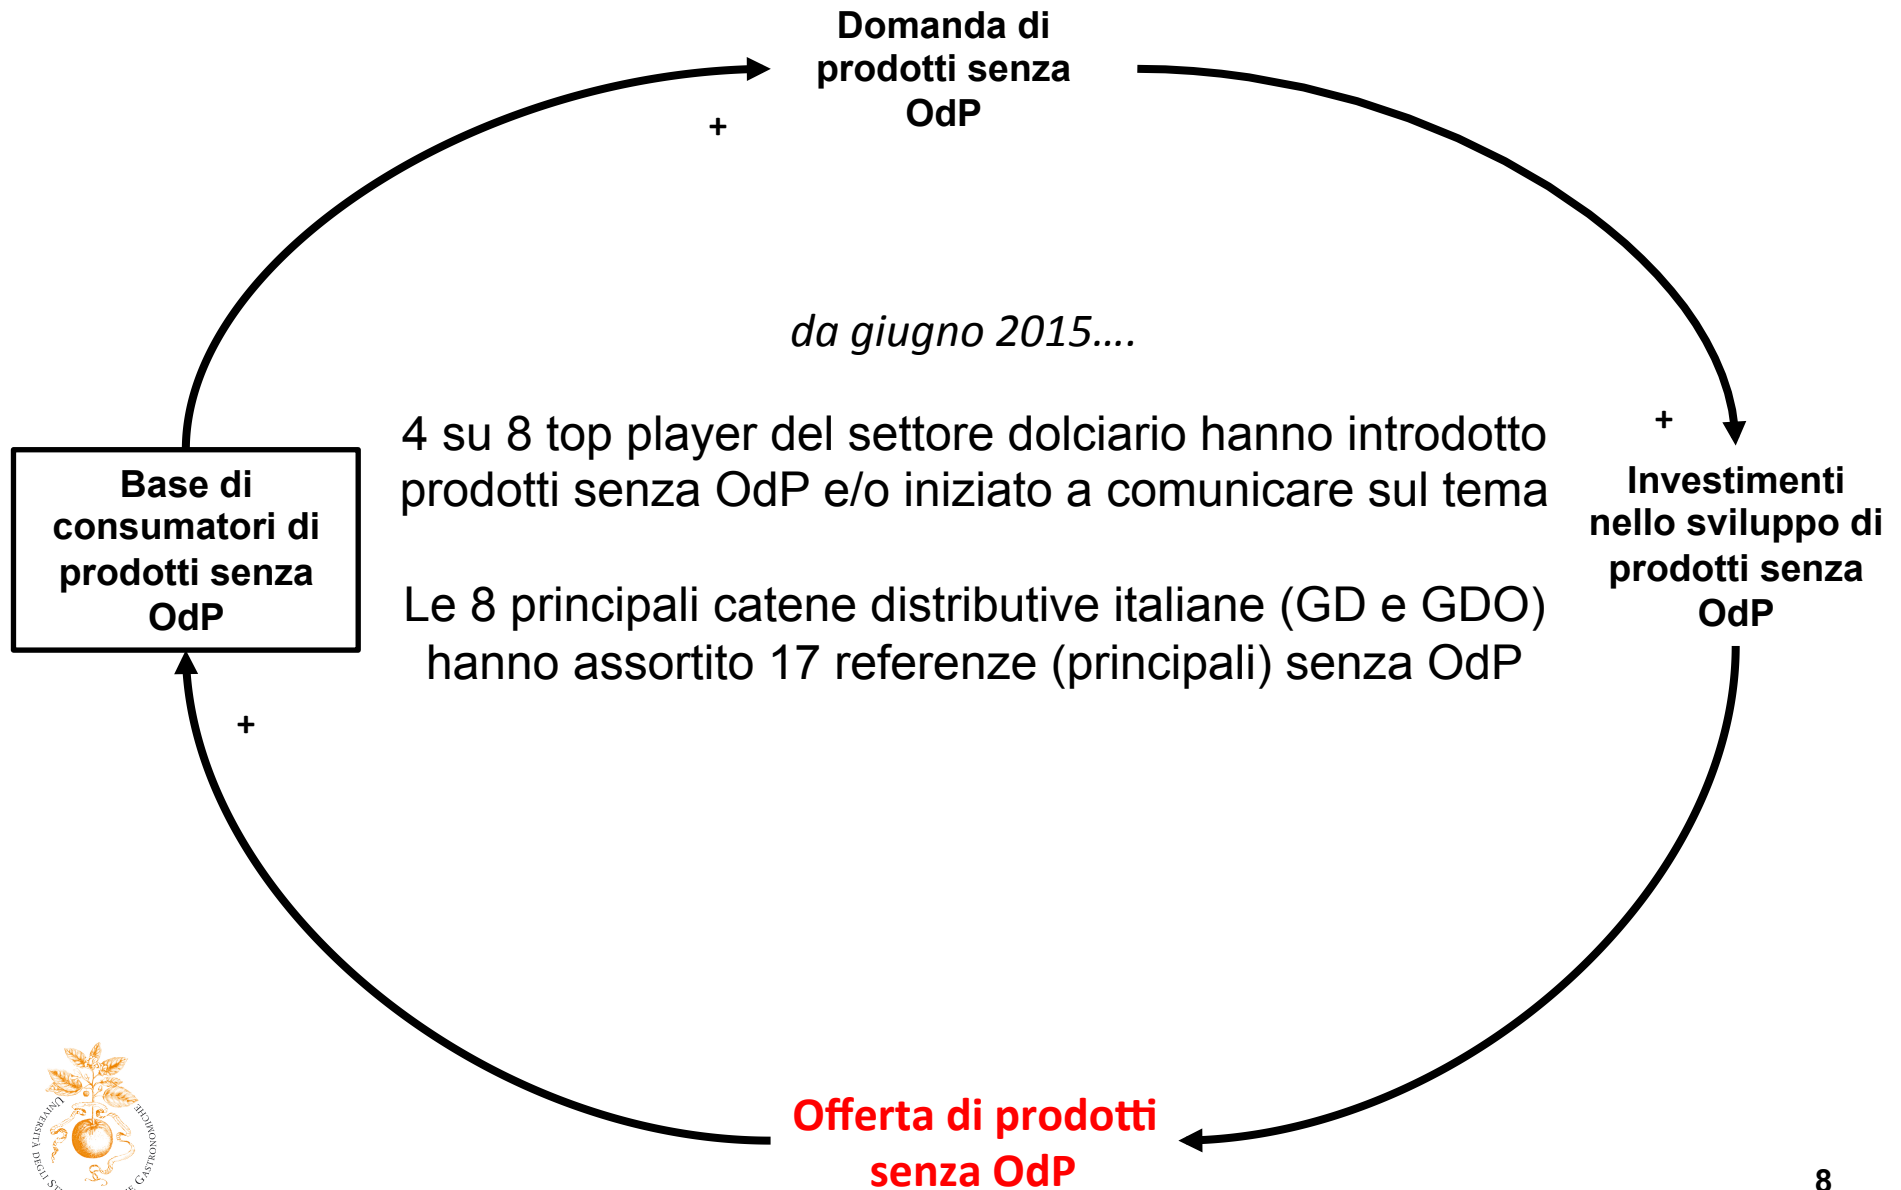 Domanda di
prodotti senza
OdP
+
da giugno 2015....
4 su 8 top player del settore dolciario hanno introdotto
prodotti senza OdP e/o iniziato a comunicare sul tema
Le 8 principali catene distributive italiane (GD e GDO)
hanno assortito 17 referenze (principali) senza OdP
+
Investimenti
nello sviluppo di
prodotti senza
OdP
Base di
consumatori di
prodotti senza
OdP
+
Offerta di prodotti
senza OdP
UNIVERSITÀ DEGLI
GASTRONOMICHE
8